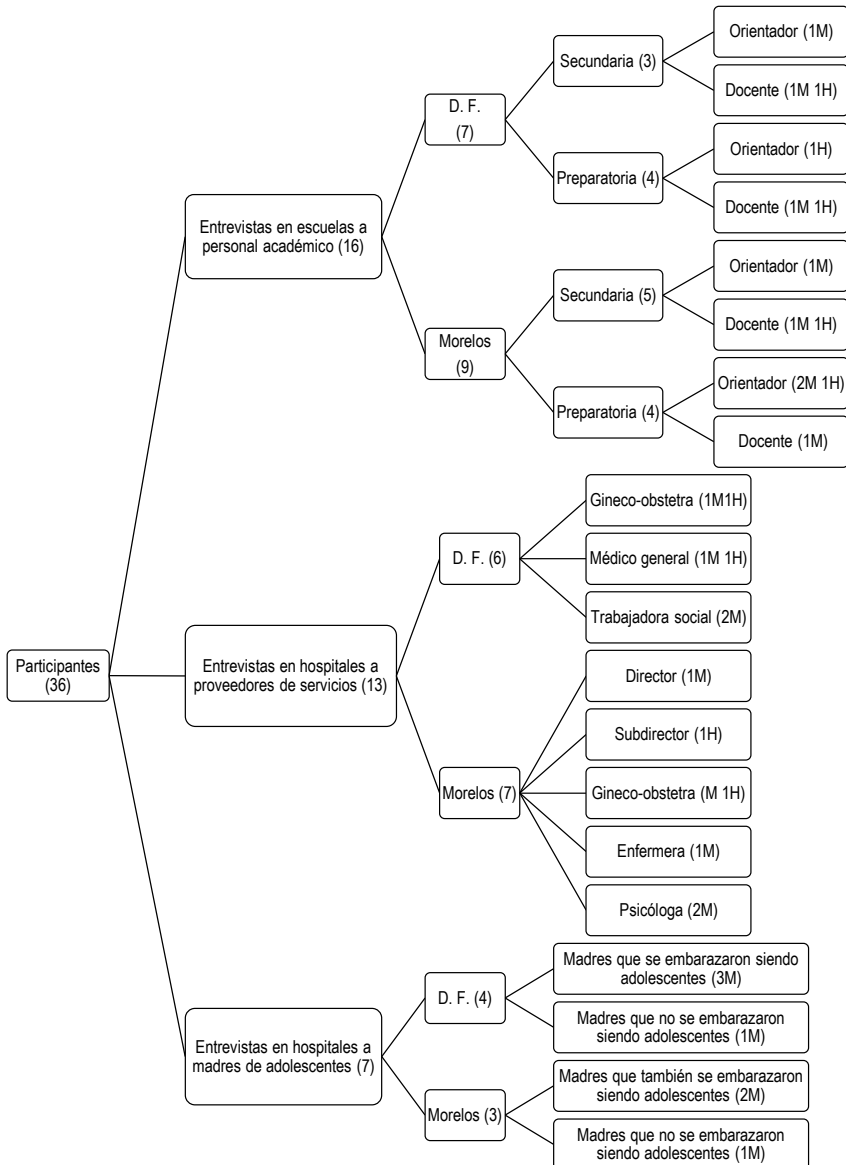 Participantes
(36)
Entrevistas en escuelas a
personal académico (16)
D. F.
(7)
Secundaria (3)
Orientador (1M)
Docente (1M 1H)
Preparatoria (4)
Orientador (1H)
Docente (1M 1H)
Morelos
(9)
Secundaria (5)
Orientador (1M)
Docente (1M 1H)
Preparatoria (4)
Orientador (2M 1H)
Docente (1M)
Entrevistas en hospitales a
proveedores de servicios (13)
D. F. (6)
Gineco-obstetra (1M1H)
Médico general (1M 1H)
Trabajadora social (2M)
Morelos (7)
Director (1M)
Subdirector (1H)
Gineco-obstetra (M 1H)
Enfermera (1M)
Psicóloga (2M)
Entrevistas en hospitales a
madres de adolescentes (7)
D. F. (4)
Madres que se embarazaron siendo
adolescentes (3M)
Madres que no se embarazaron
siendo adolescentes (1M)
Morelos (3)
Madres que también se embarazaron
siendo adolescentes (2M)
Madres que no se embarazaron
siendo adolescentes (1M)